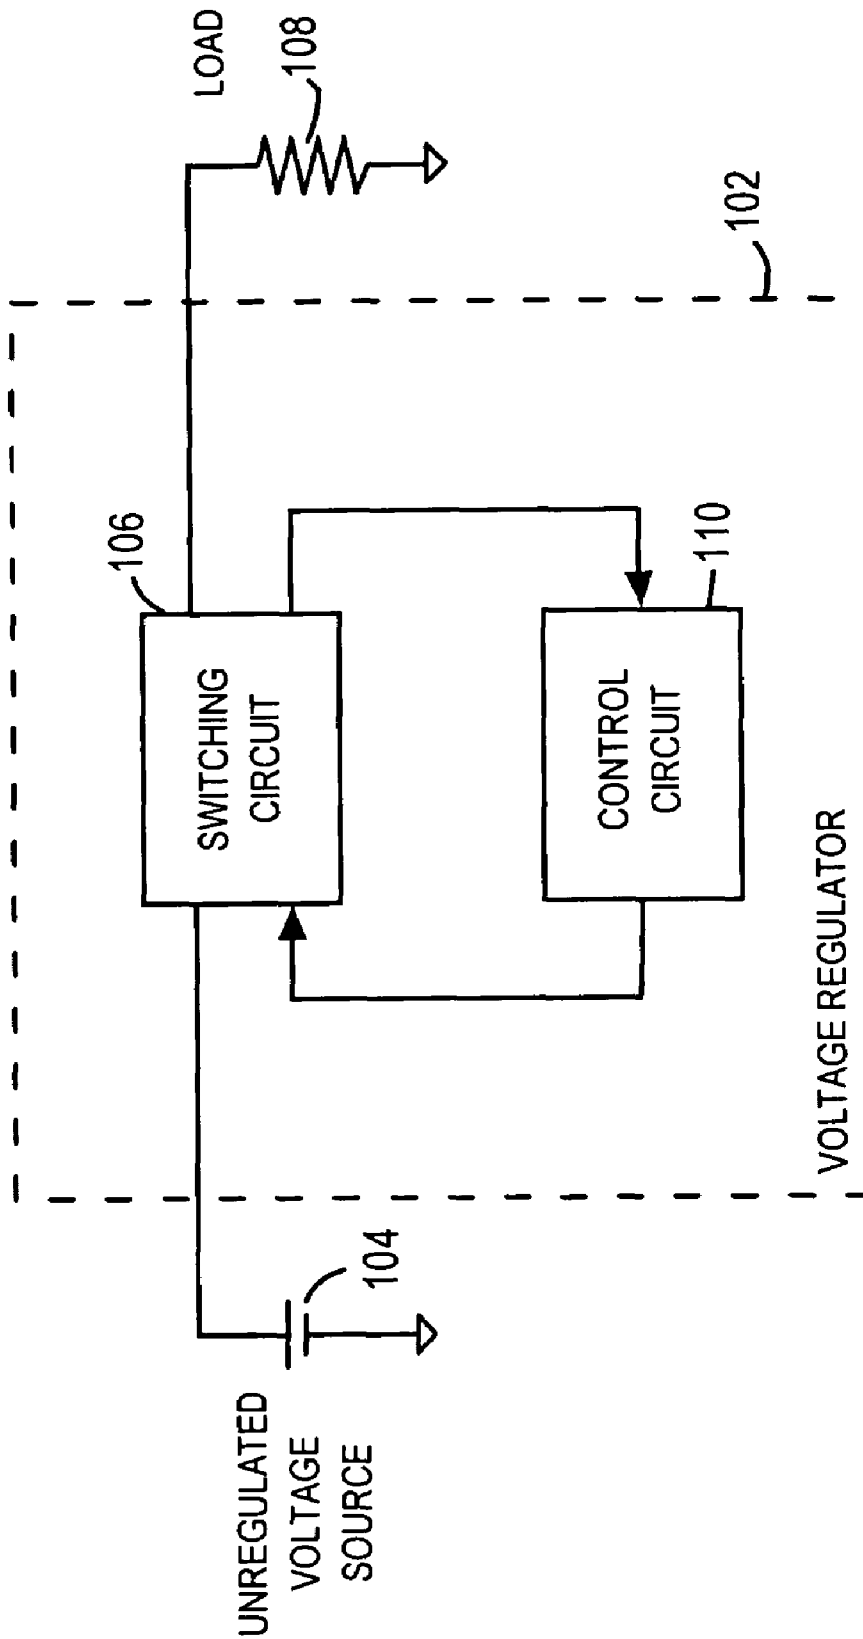 106
SWITCHING
CIRCUIT
LOAD
108
UNREGULATED
VOLTAGE
SOURCE
104
CONTROL
CIRCUIT
110
VOLTAGE REGULATOR
102